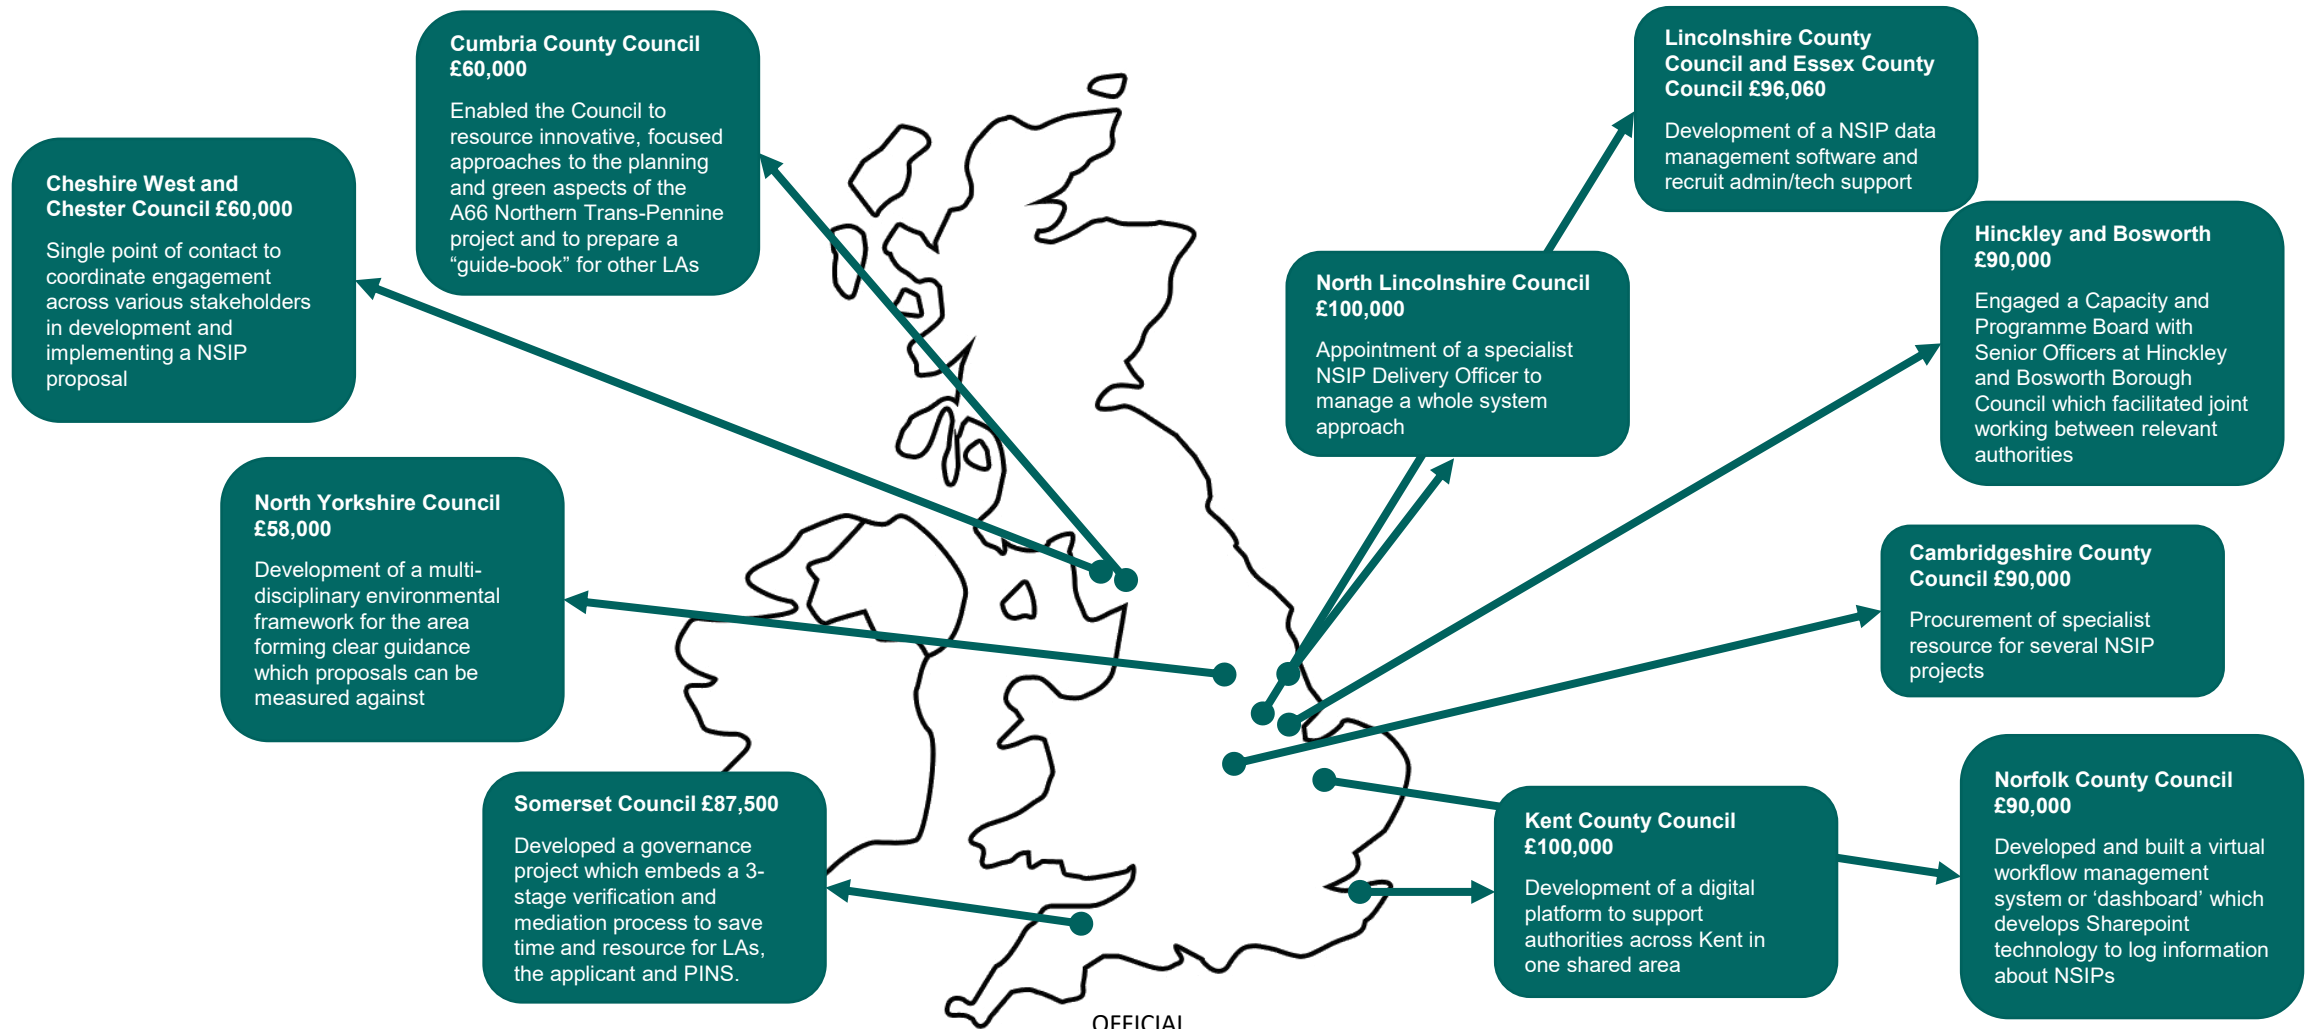 Cumbria County Council
£60,000
Enabled the Council to
resource innovative, focused
approaches to the planning
and green aspects of the
A66 Northern Trans-Pennine
project and to prepare a
“guide-book” for other LAs
Lincolnshire County
Council and Essex County
Council £96,060
Development of a NSIP data
management software and
recruit admin/tech support
Cheshire West and
Chester Council £60,000
Single point of contact to
coordinate engagement
across various stakeholders
in development and
implementing a NSIP
proposal
North Lincolnshire Council
£100,000
Appointment of a specialist
NSIP Delivery Officer to
manage a whole system
approach
Hinckley and Bosworth
£90,000
Engaged a Capacity and
Programme Board with
Senior Officers at Hinckley
and Bosworth Borough
Council which facilitated joint
working between relevant
authorities
North Yorkshire Council
£58,000
Development of a multi-
disciplinary environmental
framework for the area
forming clear guidance
which proposals can be
measured against
Cambridgeshire County
Council £90,000
Procurement of specialist
resource for several NSIP
projects
Somerset Council £87,500
Developed a governance
project which embeds a 3-
stage verification and
mediation process to save
time and resource for LAs,
the applicant and PINS.
Kent County Council
£100,000
Development of a digital
platform to support
authorities across Kent in
one shared area
Norfolk County Council
£90,000
Developed and built a virtual
workflow management
system or ‘dashboard’ which
develops Sharepoint
technology to log information
about NSIPs
OFFICIAL